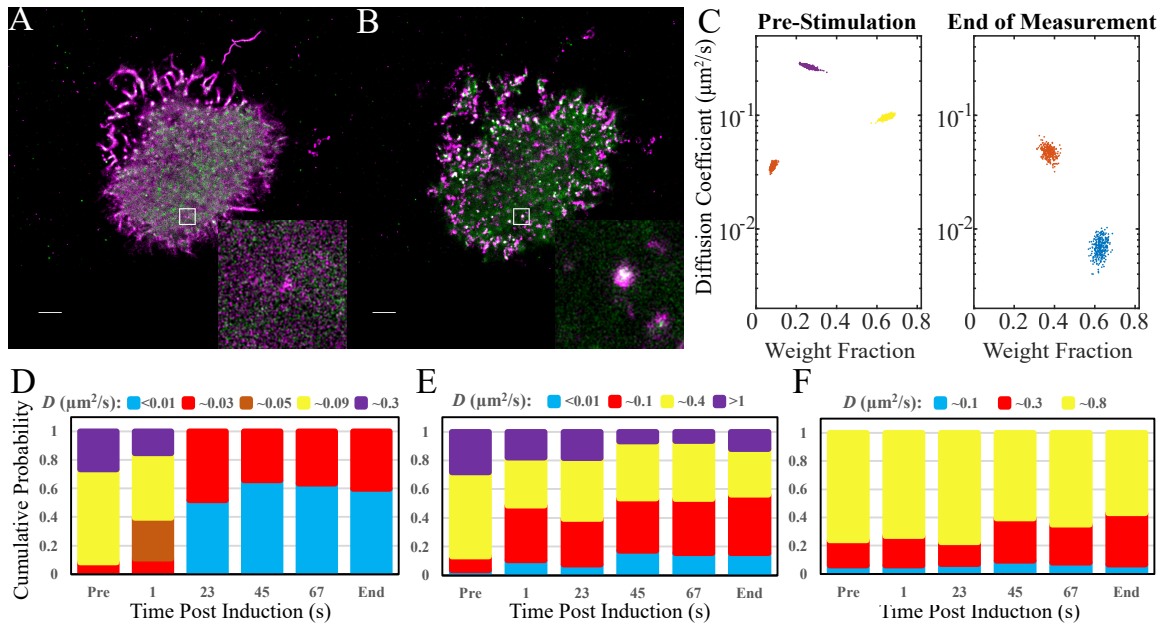 A
B
C
Pre-Stimulation
End of Measurement
Diffusion Coefficient (μm²/s)
10⁻¹
10⁻²
0 0.2 0.4 0.6 0.8
Weight Fraction
10⁻¹
10⁻²
0 0.2 0.4 0.6 0.8
Weight Fraction
D
D (μm²/s): <0.01 ~0.03 ~0.05 ~0.09 ~0.3
Cumulative Probability
1
0.8
0.6
0.4
0.2
0
Pre 1 23 45 67 End
Time Post Induction (s)
E
D (μm²/s): <0.01 ~0.1 ~0.4 >1
1
0.8
0.6
0.4
0.2
0
Pre 1 23 45 67 End
Time Post Induction (s)
F
D (μm²/s): ~0.1 ~0.3 ~0.8
1
0.8
0.6
0.4
0.2
0
Pre 1 23 45 67 End
Time Post Induction (s)